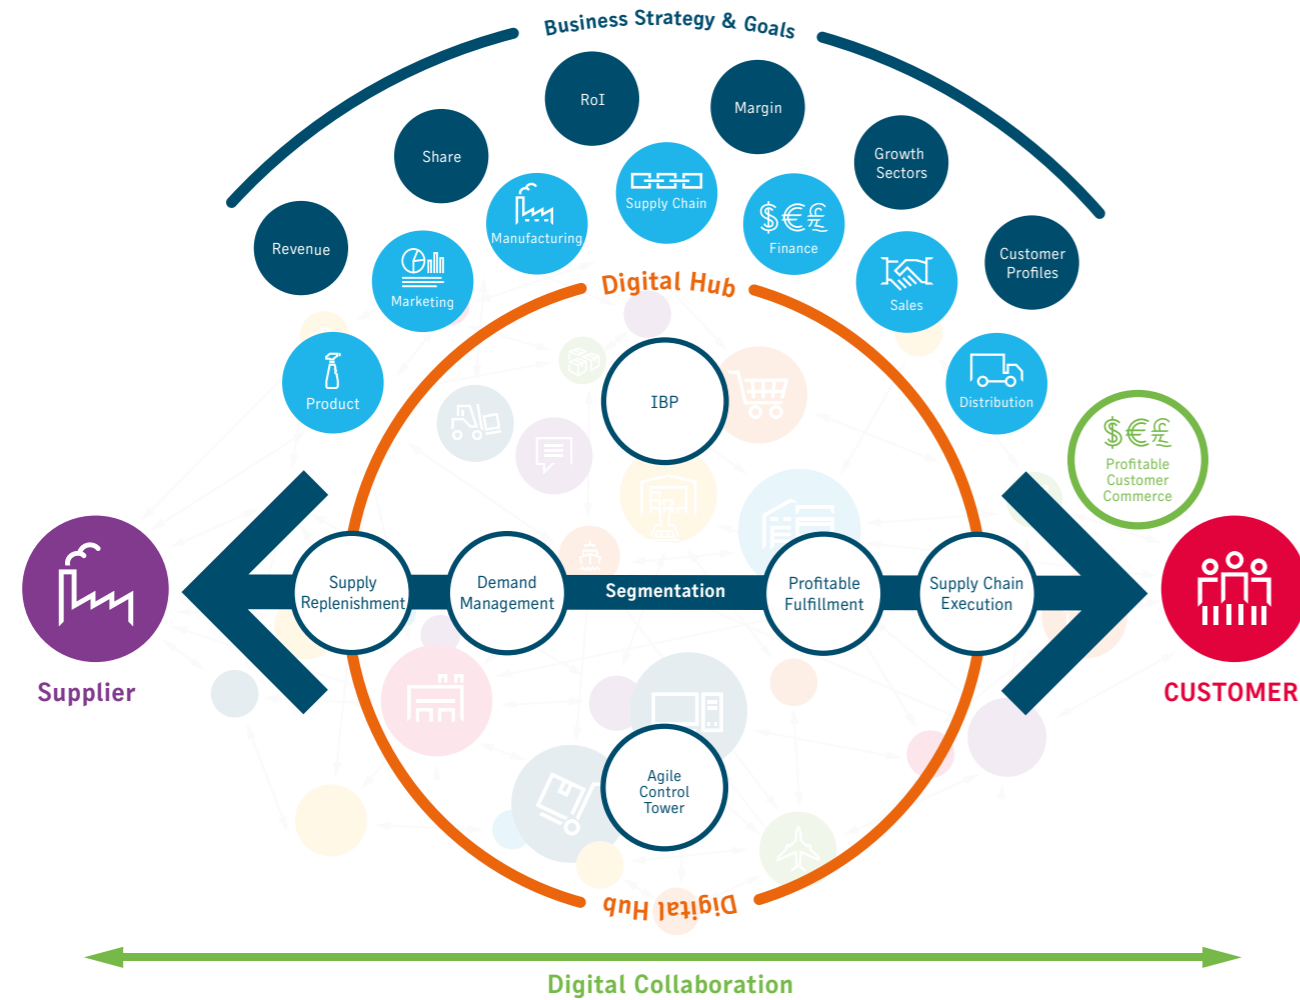 Business Strategy & Goals
RoI
Margin
Share
Growth
Sectors
Revenue
Customer
Profiles
Supply Chain
Manufacturing
$€£
Finance
Marketing
Sales
Product
Distribution
Digital Hub
IBP
$€£
Profitable
Customer
Commerce
Supply
Replenishment
Demand
Management
Segmentation
Profitable
Fulfillment
Supply Chain
Execution
Supplier
CUSTOMER
Agile
Control
Tower
Digital Hub
Digital Collaboration